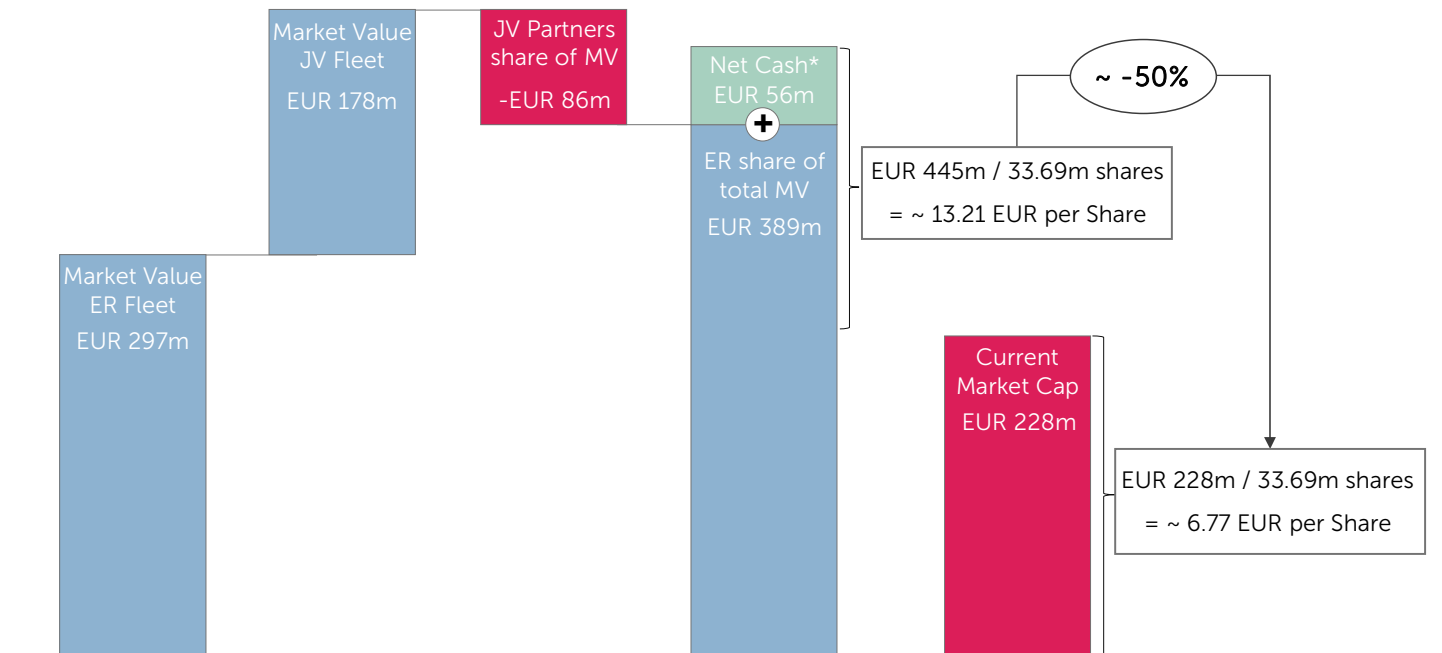 Market Value
JV Fleet
EUR 178m
JV Partners
share of MV
-EUR 86m
Net Cash*
EUR 56m
+
ER share of
total MV
EUR 389m
~ -50%
EUR 445m / 33.69m shares
= ~ 13.21 EUR per Share
Market Value
ER Fleet
EUR 297m
Current
Market Cap
EUR 228m
EUR 228m / 33.69m shares
= ~ 6.77 EUR per Share